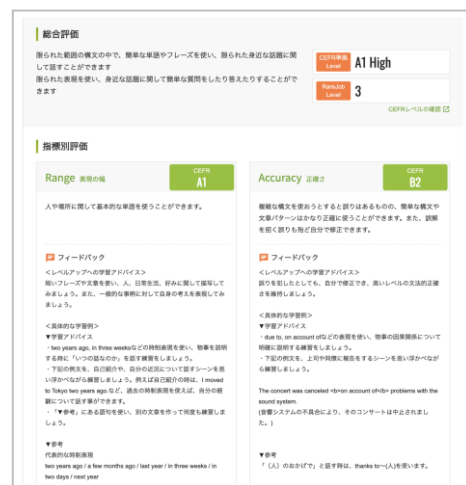 総合評価
限られた範囲の構文の中で、簡単な単語やフレーズを使い、限られた身近な話題に関
して話すことができます
限られた表現を使い、身近な話題に関して簡単な質問をしたり答えたりすることがで
きます
CEFR準拠
Level
A1 High
RareJob
Level
3
CEFRレベルの確認
指標別評価
Range 表現の幅
CEFR
A1
人や場所に関して基本的な単語を使うことができます。
フィードバック
＜レベルアップへの学習アドバイス＞
短いフレーズや文章を使い、人、日常生活、好みに関して描写して
みましょう。また、一般的な事柄に対して自身の考えを表現してみ
ましょう。
＜具体的な学習例＞
▼学習アドバイス
・two years ago, in three weeksなどの時制表現を使い、物事を説明
する時に「いつの話なのか」を話す練習をしましょう。
・下記の例文を、自己紹介や、自分の近況について話すシーンを思
い浮かべながら練習しましょう。例えば自己紹介の時は、I moved
to Tokyo two years ago.など、過去の時制表現を使えば、自分の経
験について話す事ができます。
・「▼参考」にある語句を使い、別の文章を作って何度も練習しま
しょう。
▼参考
代表的な時制表現
two years ago / a few months ago / last year / in three weeks / in
two days / next year
Accuracy 正確さ
CEFR
B2
複雑な構文を使おうとすると誤りはあるものの、簡単な構文や
文章パターンはかなり正確に使うことができます。また、誤解
を招く誤りも殆ど自分で修正できます。
フィードバック
＜レベルアップへの学習アドバイス＞
誤りを犯したとしても、自分で修正でき、高いレベルの文法的正確
さを維持しましょう。
＜具体的な学習例＞
▼学習アドバイス
・due to, on account ofなどの表現を使い、物事の因果関係について
明確に説明する練習をしましょう。
・下記の例文を、上司や同僚に報告をするシーンを思い浮かべなが
ら練習しましょう。
The concert was canceled <b>on account of</b> problems with the
sound system.
(音響システムの不具合により、そのコンサートは中止されまし
た。)
▼参考
「（人）のおかげで」と話す時は、thanks to~(人)を使います。